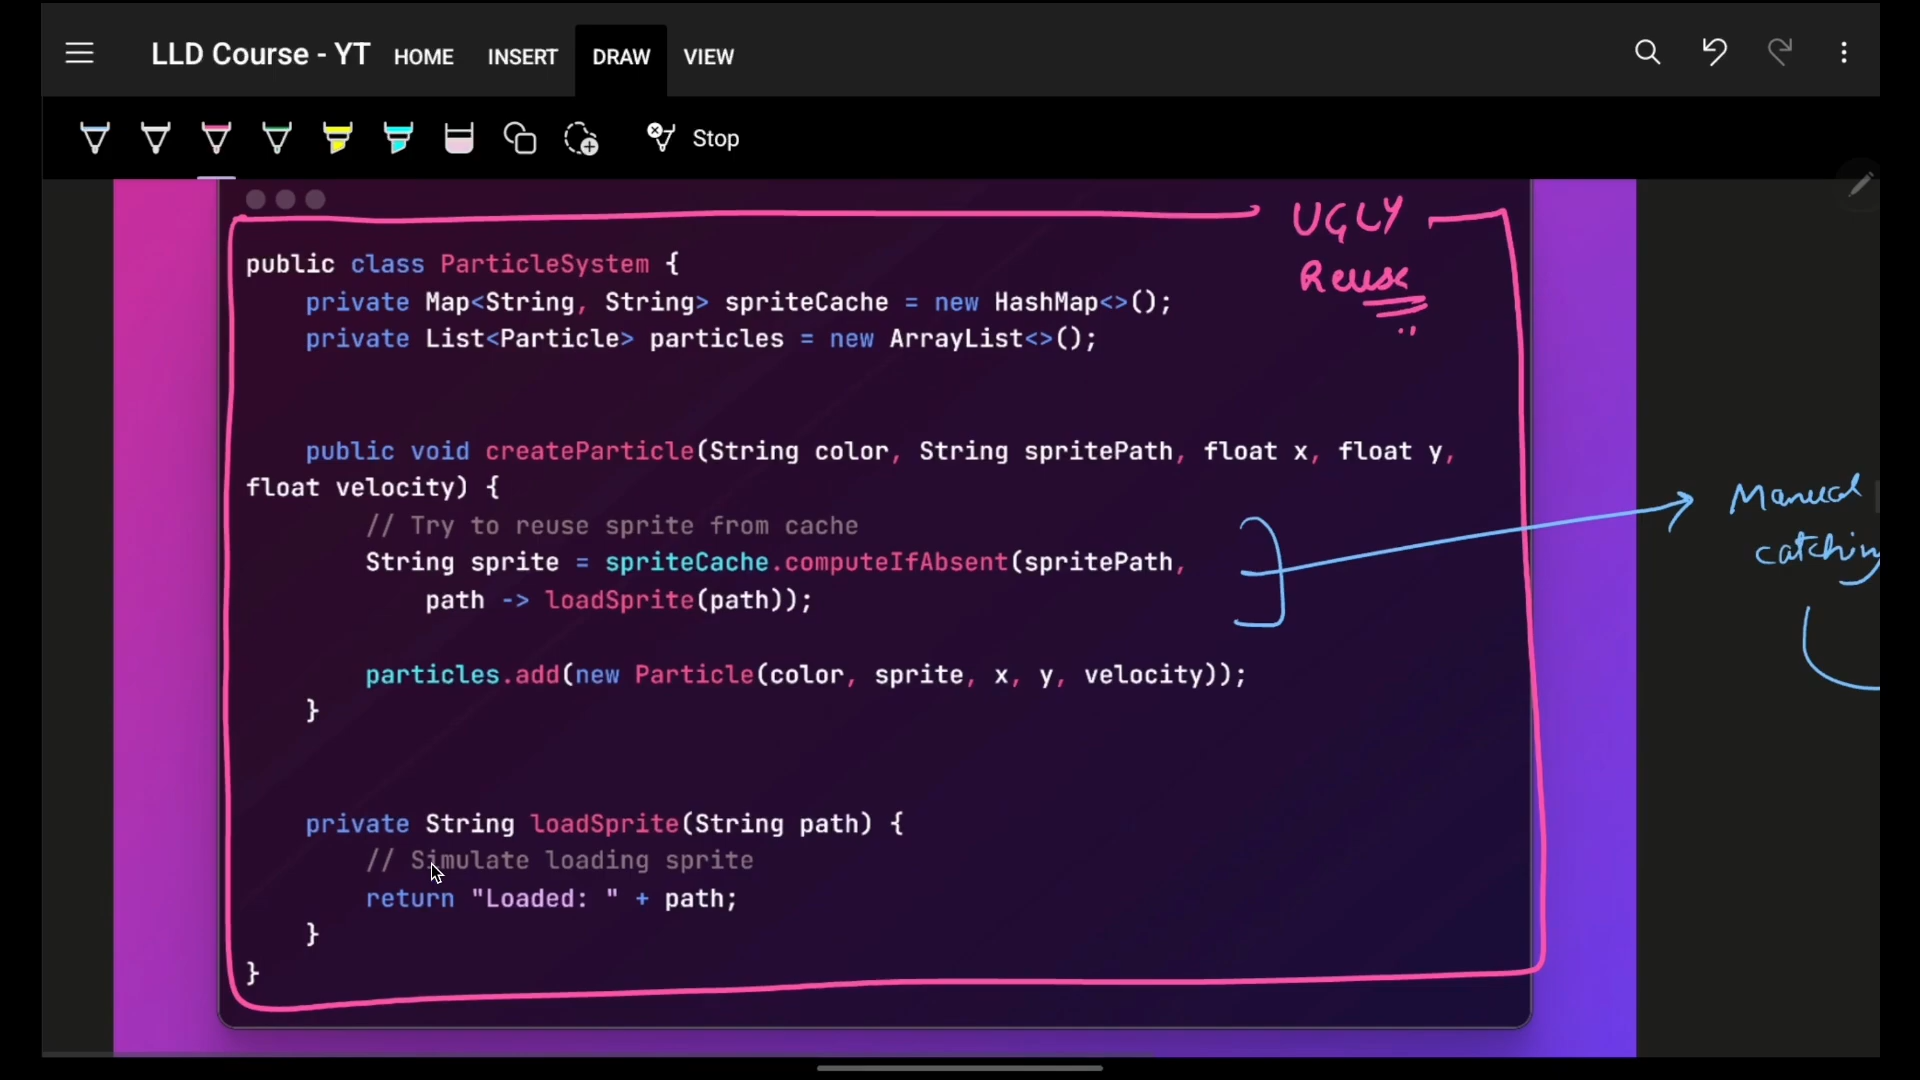 LLD Course - YT HOME INSERT DRAW VIEW
Stop
UGLY
Reuse
public class ParticleSystem {
private Map<String, String> spriteCache = new HashMap<>();
private List<Particle> particles = new ArrayList<>();
public void createParticle(String color, String spritePath, float x, float y,
float velocity) {
// Try to reuse sprite from cache
String sprite = spriteCache.computeIfAbsent(spritePath,
path -> loadSprite(path));
particles.add(new Particle(color, sprite, x, y, velocity));
}
private String loadSprite(String path) {
// Simulate loading sprite
return "Loaded: " + path;
}
}
Manual
catching